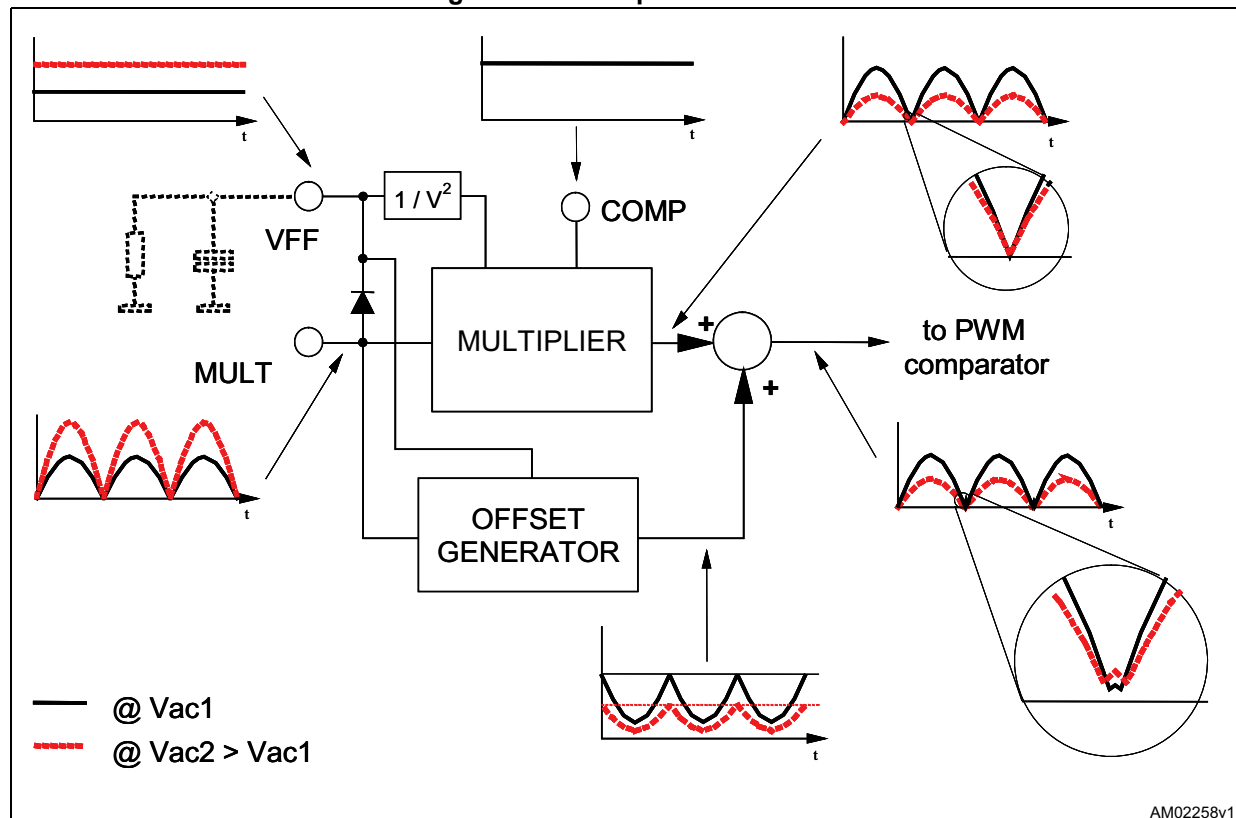 t
t
t
1 / V²
COMP
VFF
MULTIPLIER
+
to PWM
comparator
MULT
+
t
t
OFFSET
GENERATOR
@ Vac1
t
@ Vac2 > Vac1
AM02258v1